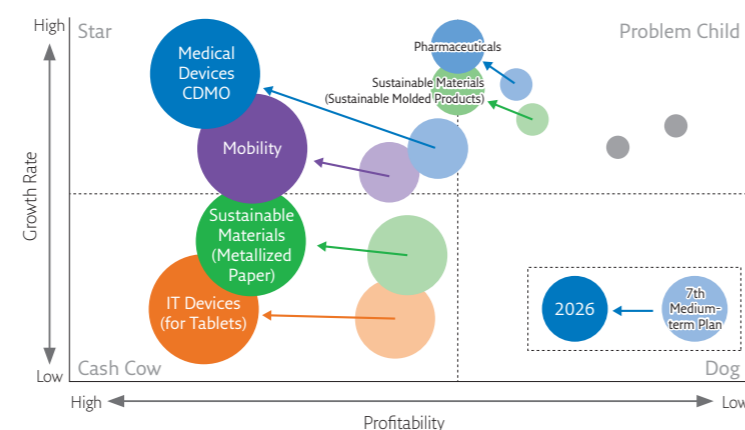 High
Star
Problem Child
Pharmaceuticals
Medical
Devices
CDMO
Sustainable Materials
(Sustainable Molded Products)
Mobility
Growth Rate
Sustainable
Materials
(Metallized
Paper)
IT Devices
(for Tablets)
2026
7th
Medium-
term Plan
Cash Cow
Dog
Low
High
Low
Profitability